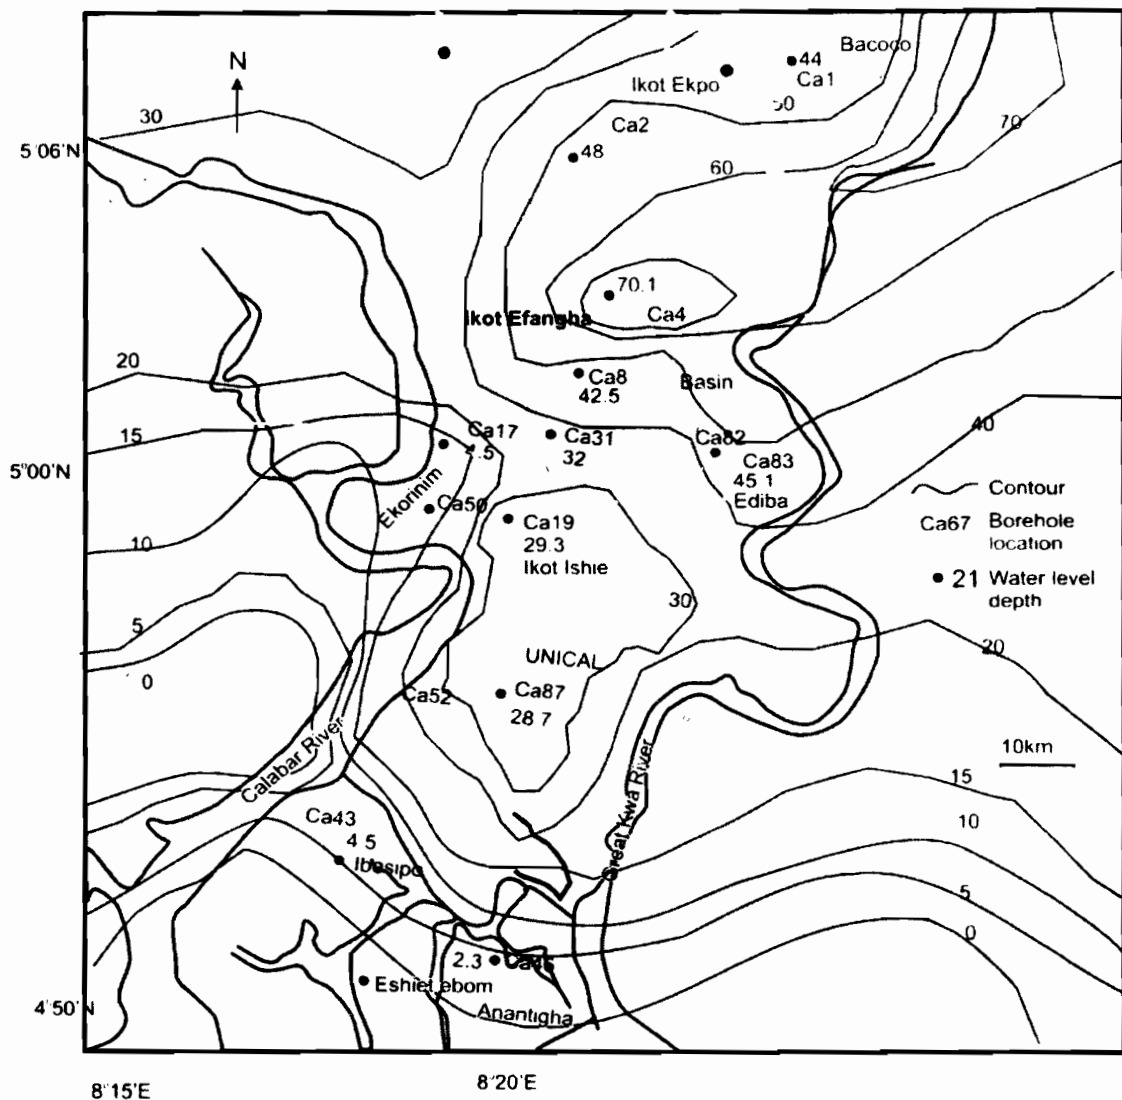 Bacoco
N
44
Ikot Ekpo
Ca1
30
Ca2
70
5°06'N
48
60
70.1
Ikot Efangha
Ca4
20
Ca8
Basin
42.5
15
Ca17
Ca31
Ca82
40
32
Ca83
5°00'N
45 1
Ekorinim
Ediba
Contour
Ca50
Ca19
Ca67 Borehole
location
29.3
10
Ikot Ishie
21 Water level
depth
30
5
20
UNICAL
0
Ca52
Ca87
28 7
Calabar River
Great Kwa River
10km
15
Ca43
10
4 5
Ibesipo
5
0
2.3
Eshiet ebom
Anantigha
4°50'N
8°15'E
8°20'E